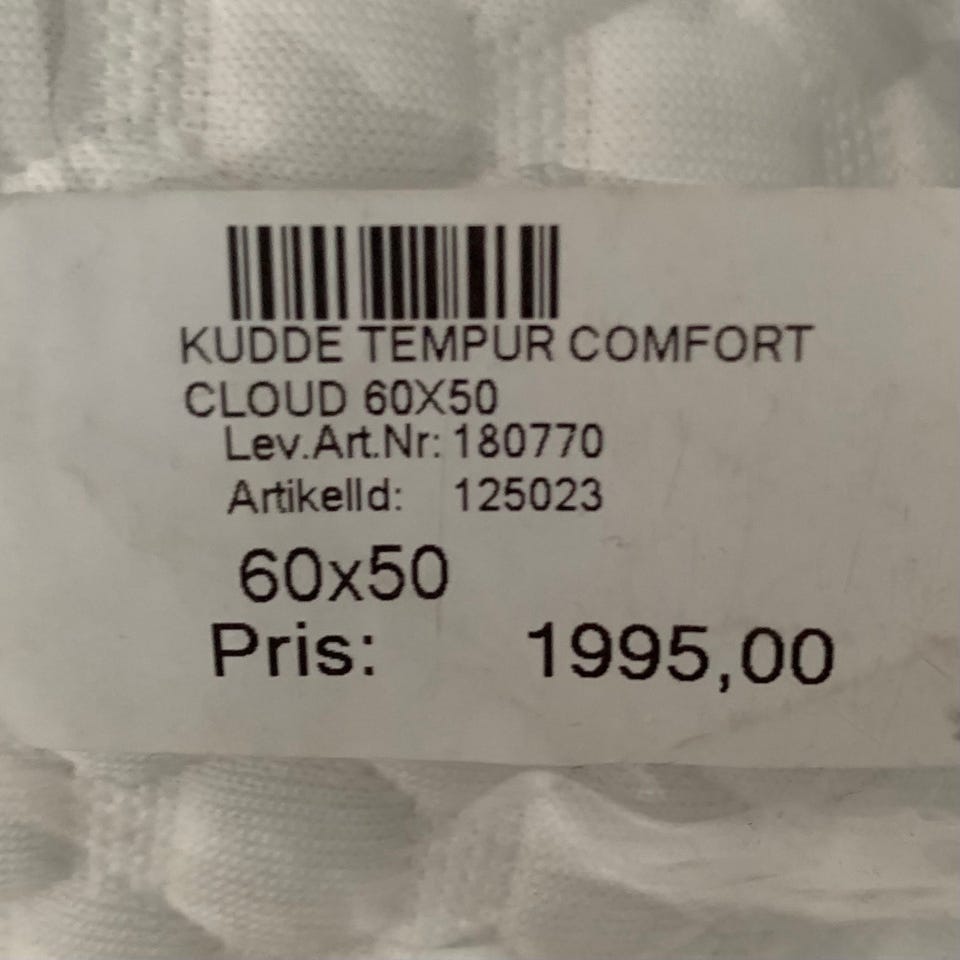 KUDDE TEMPUR COMFORT
CLOUD 60X50
Lev.Art.Nr: 180770
ArtikelId: 125023
60x50
Pris: 1995,00